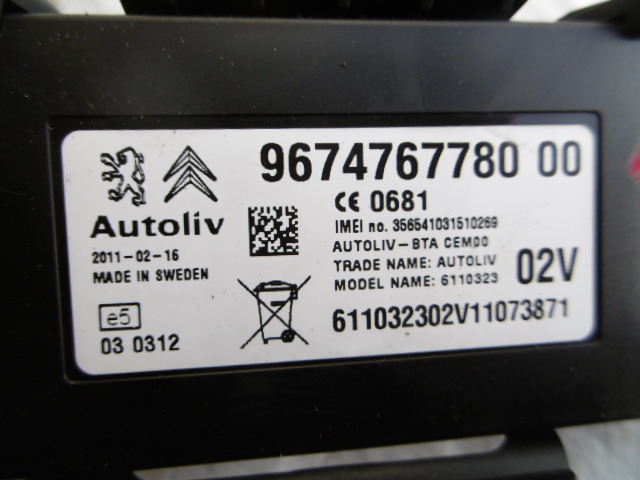 9674767780 00
CE 0681
IMEI no. 356541031510269
Autoliv
AUTOLIV-BTA CEM00
2011-02-16
TRADE NAME: AUTOLIV
MADE IN SWEDEN
MODEL NAME: 6110323
02V
e5
611032302V11073871
03 0312